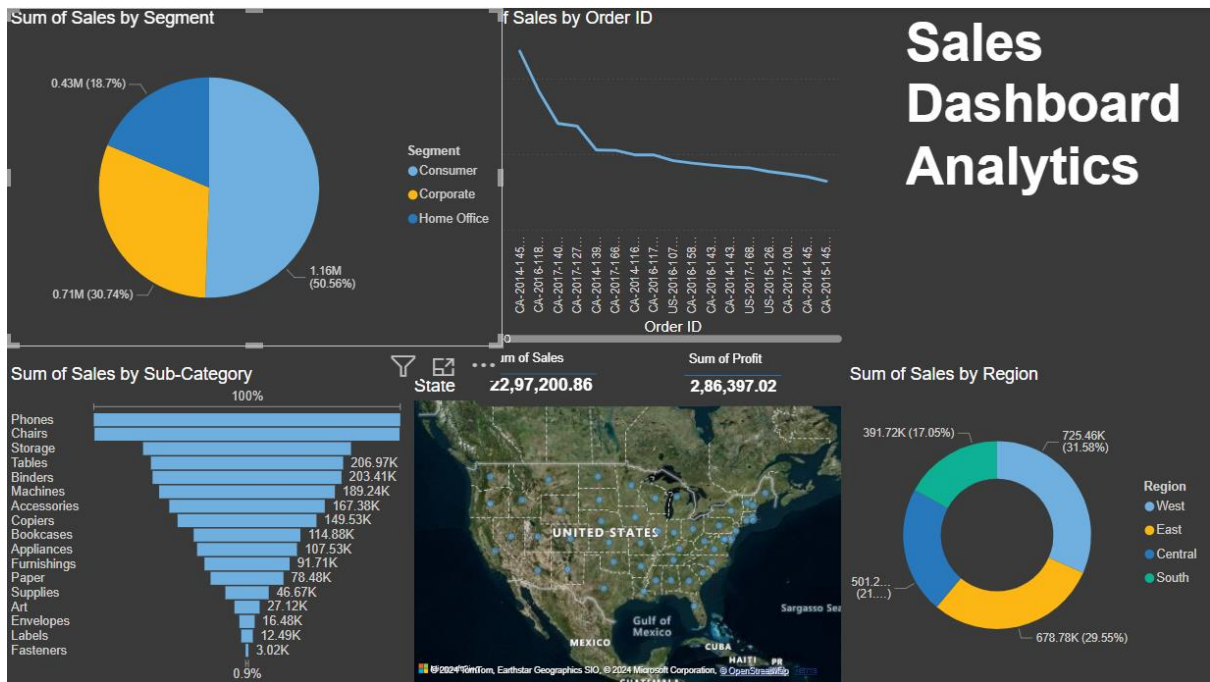 Sum of Sales by Segment
0.43M (18.7%)
0.71M (30.74%)
1.16M
(50.56%)
Segment
Consumer
Corporate
Home Office
f Sales by Order ID
CA-2014-145...
CA-2016-118...
CA-2017-140...
CA-2017-127...
CA-2014-139...
CA-2017-166...
CA-2014-116...
CA-2016-117...
US-2016-107...
CA-2016-158...
CA-2016-143...
CA-2014-143...
US-2017-168...
US-2015-126...
CA-2017-100...
CA-2014-145...
CA-2015-145...
Order ID
Sales
Dashboard
Analytics
Sum of Sales by Sub-Category
100%
Phones
Chairs
Storage
Tables 206.97K
Binders 203.41K
Machines 189.24K
Accessories 167.38K
Copiers 149.53K
Bookcases 114.88K
Appliances 107.53K
Furnishings 91.71K
Paper 78.48K
Supplies 46.67K
Art 27.12K
Envelopes 16.48K
Labels 12.49K
Fasteners 3.02K
0.9%
um of Sales
22,97,200.86
Sum of Profit
2,86,397.02
State
UNITED STATES
Gulf of
Mexico
MEXICO
CUBA
HAITI
PR
Sargasso Sea
GUATEMALA
© 2024 TomTom, Earthstar Geographics SIO, © 2024 Microsoft Corporation, © OpenStreetMap Terms
Sum of Sales by Region
391.72K (17.05%)
725.46K
(31.58%)
501.2...
(21....)
678.78K (29.55%)
Region
West
East
Central
South